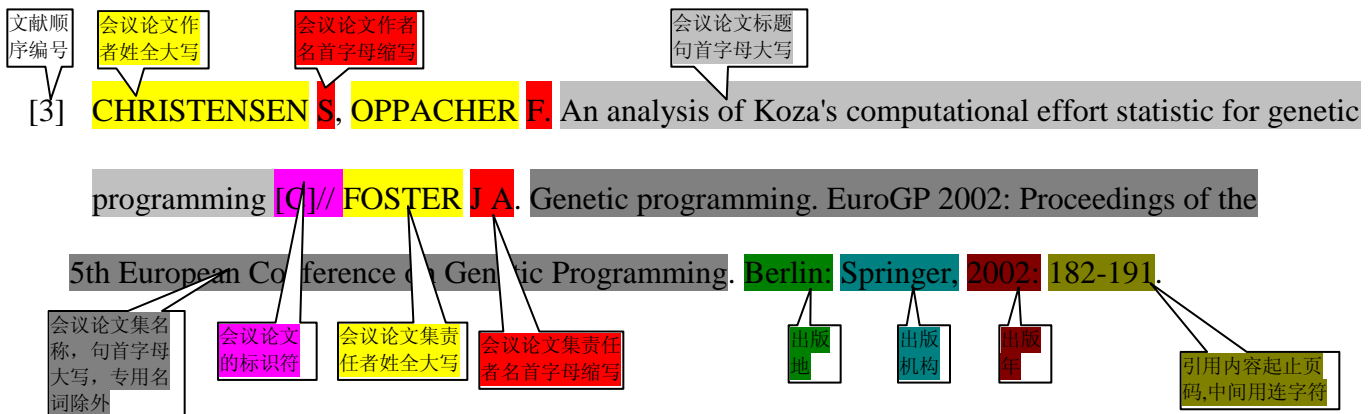 文献顺
序编号
会议论文作
者姓全大写
会议论文作者
名首字母缩写
会议论文标题
句首字母大写
[3] CHRISTENSEN S, OPPACHER F. An analysis of Koza's computational effort statistic for genetic
programming [C]// FOSTER J A. Genetic programming. EuroGP 2002: Proceedings of the
5th European Conference on Genetic Programming. Berlin: Springer, 2002: 182-191.
会议论文集名
称，句首字母
大写，专用名
词除外
会议论文
的标识符
会议论文集责
任者姓全大写
会议论文集责任
者名首字母缩写
出版
地
出版
机构
出版
年
引用内容起止页
码,中间用连字符